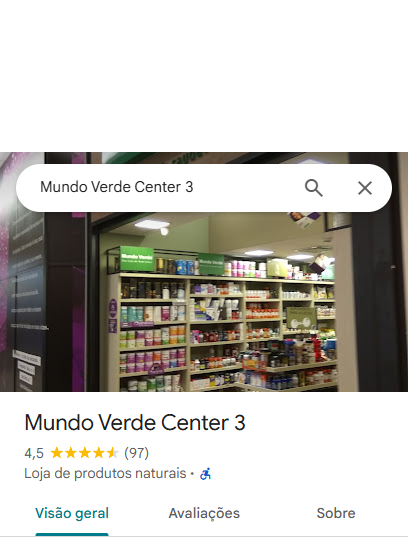 Mundo Verde Center 3
Mundo Verde
Mundo Verde
Mundo Verde Center 3
4,5 (97)
Loja de produtos naturais ·
Visão geral
Avaliações
Sobre